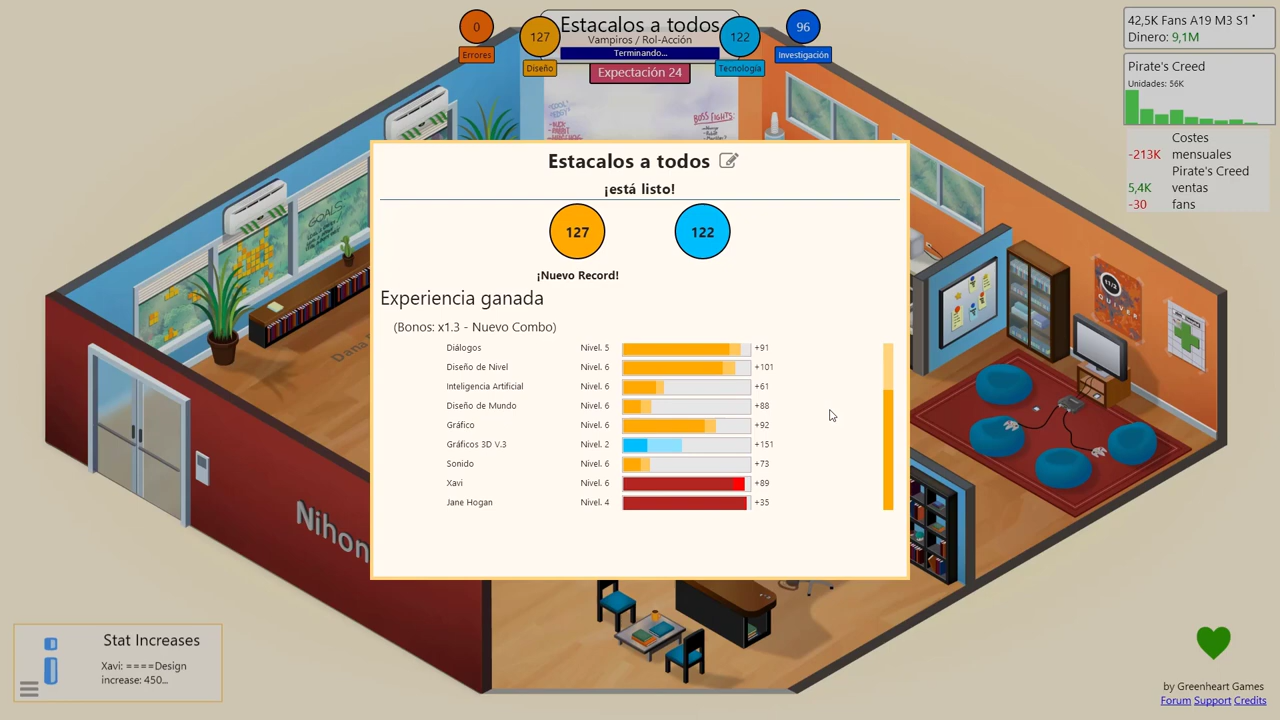 0
Errores
127
Diseño
Estacalos a todos
Vampiros / Rol-Acción
Terminando...
Expectación 24
122
Tecnología
96
Investigación
42,5K Fans A19 M3 S1
Dinero: 9,1M
Pirate's Creed
Unidades: 56K
-213K Costes mensuales
5,4K Pirate's Creed ventas
-30 fans
BOSS FIGHTS:
GOALS
Estacalos a todos
¡está listo!
127
122
¡Nuevo Record!
Experiencia ganada
(Bonos: x1.3 - Nuevo Combo)
Diálogos Nivel. 5 +91
Diseño de Nivel Nivel. 6 +101
Inteligencia Artificial Nivel. 6 +61
Diseño de Mundo Nivel. 6 +88
Gráfico Nivel. 6 +92
Gráficos 3D V.3 Nivel. 2 +151
Sonido Nivel. 6 +73
Xavi Nivel. 6 +89
Jane Hogan Nivel. 4 +35
Nihon
Stat Increases
Xavi: ====Design
increase: 450...
by Greenheart Games
Forum Support Credits